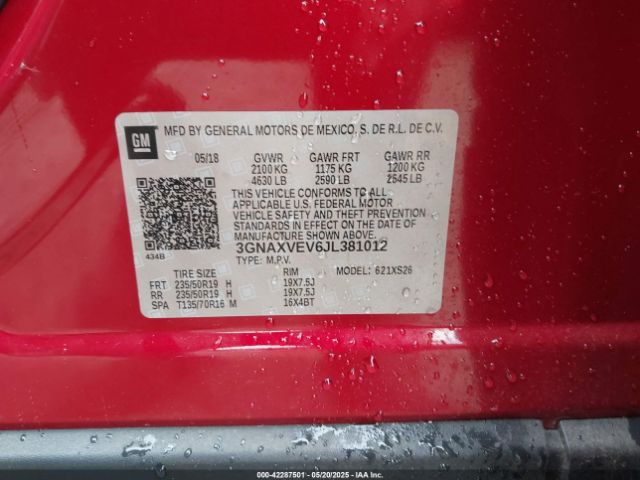 GM
MFD BY GENERAL MOTORS DE MEXICO, S. DE R.L. DE C.V.
05/18 GVWR GAWR FRT GAWR RR
2100 KG 1175 KG 1200 KG
4630 LB 2590 LB 2645 LB
THIS VEHICLE CONFORMS TO ALL
APPLICABLE U.S. FEDERAL MOTOR
VEHICLE SAFETY AND THEFT PREVENTION
STANDARDS IN EFFECT ON THE DATE OF
MANUFACTURE SHOWN ABOVE.
3GNAXVEV6JL381012
434B TYPE: M.P.V.
TIRE SIZE RIM MODEL: 621XS26
FRT 235/50R19 H 19X7.5J
RR 235/50R19 H 19X7.5J
SPA T135/70R16 M 16X4BT
000-42287501 - 05/20/2025 - IAAI.COM